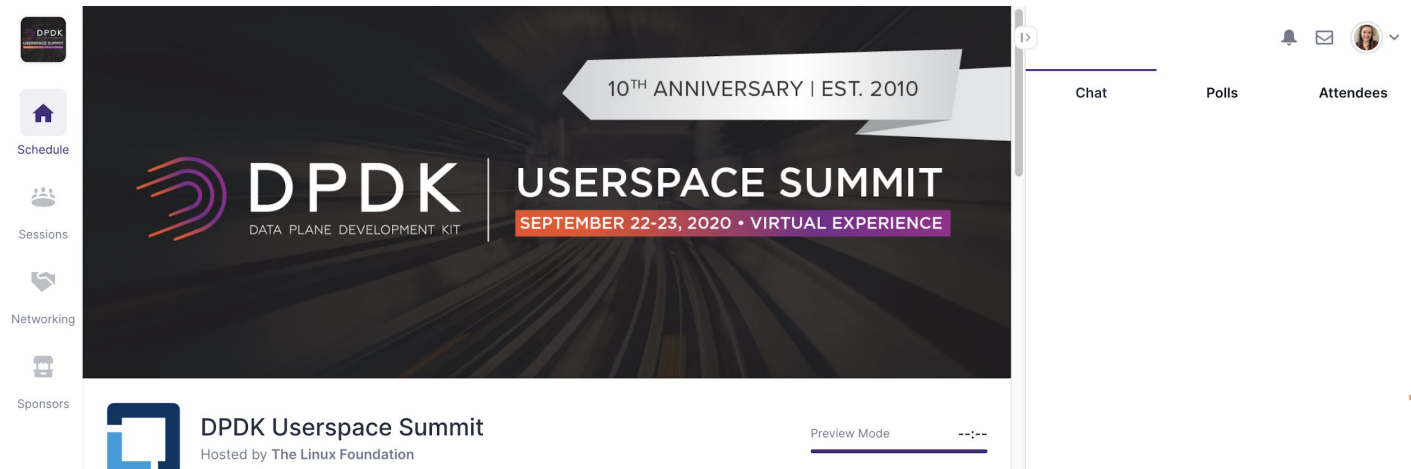 DPDK
USERSPACE SUMMIT
Schedule
Sessions
Networking
Sponsors
10TH ANNIVERSARY | EST. 2010
DPDK
DATA PLANE DEVELOPMENT KIT
USERSPACE SUMMIT
SEPTEMBER 22-23, 2020 • VIRTUAL EXPERIENCE
DPDK Userspace Summit
Hosted by The Linux Foundation
Preview Mode --:--
Chat Polls Attendees